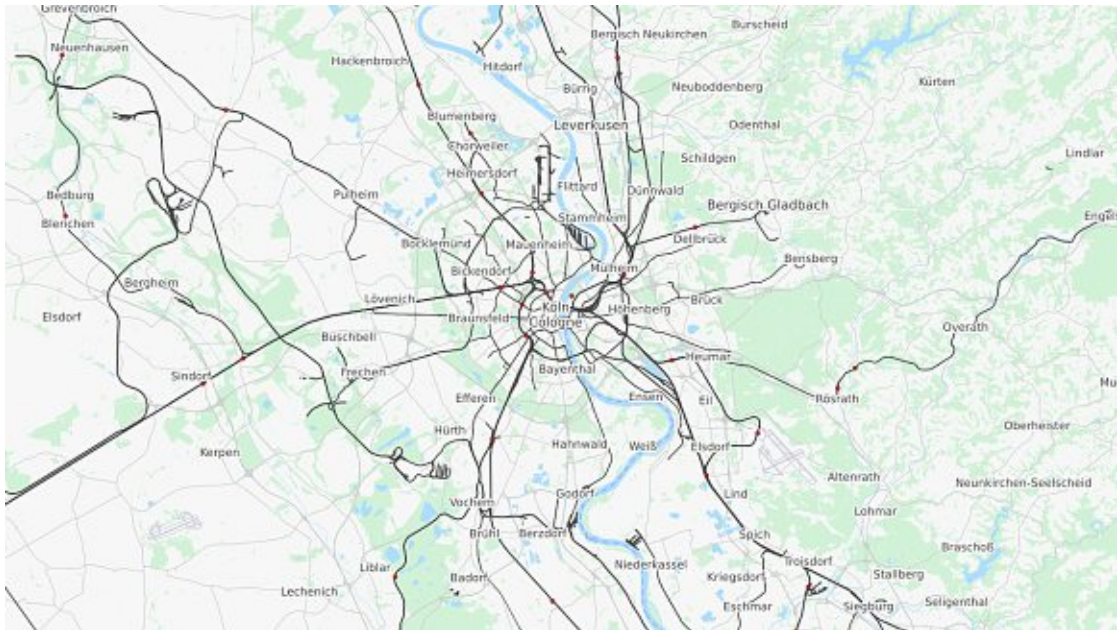 Grevenbroich
Neuenhausen
Hackenbroich
Hitdorf
Bergisch Neukirchen
Burscheid
Bürrig
Neuboddenberg
Kürten
Blumenberg
Leverkusen
Odenthal
Chorweiler
Schildgen
Lindlar
Heimersdorf
Flittard
Dünnwald
Bedburg
Pulheim
Bergisch Gladbach
Blerichen
Stammheim
Engels
Bocklemünd
Mauenheim
Dellbrück
Bensberg
Bickendorf
Mülheim
Bergheim
Lövenich
Köln
Höhenberg
Brück
Elsdorf
Braunsfeld
Cologne
Overath
Buschbell
Heumar
Sindorf
Frechen
Bayenthal
Efferen
Ensen
Eil
Rösrath
Mu
Hürth
Oberheister
Kerpen
Hahnwald
Weiß
Elsdorf
Altenrath
Neunkirchen-Seelscheid
Vochem
Godorf
Lind
Lohmar
Brühl
Berzdorf
Spich
Braschoß
Liblar
Niederkassel
Troisdorf
Badorf
Kriegsdorf
Stallberg
Lechenich
Eschmar
Siegburg
Seligenthal